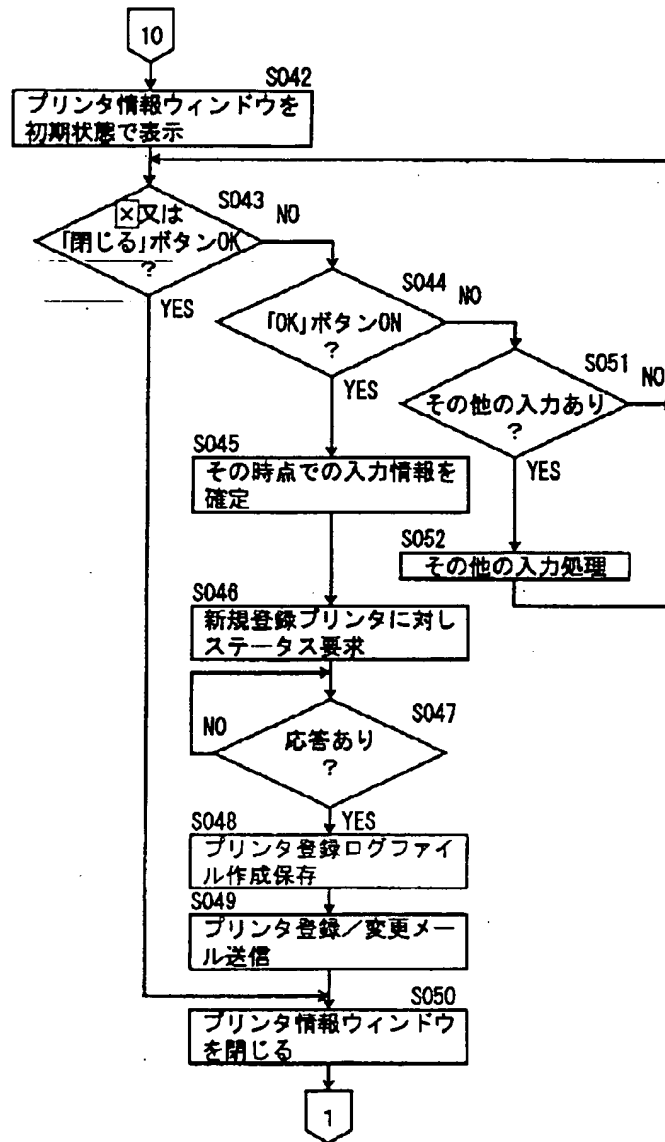 10
S042
プリンタ情報ウィンドウを
初期状態で表示
S043
NO
×又は
「閉じる」ボタンOK
?
YES
S044
NO
「OK」ボタンON
?
YES
S051
NO
その他の入力あり
?
YES
S045
その時点での入力情報を
確定
S052
その他の入力処理
S046
新規登録プリンタに対し
ステータス要求
S047
NO
応答あり
?
YES
S048
プリンタ登録ログファイ
ル作成保存
S049
プリンタ登録/変更メー
ル送信
S050
プリンタ情報ウィンドウ
を閉じる
1